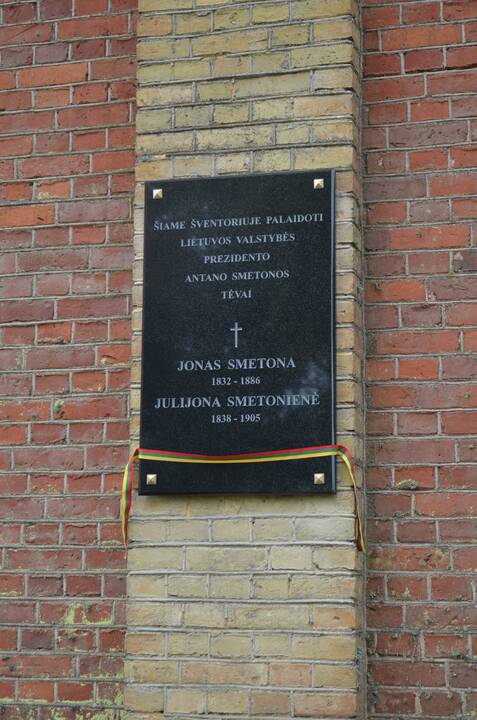 ŠIAME ŠVENTORIUJE PALAIDOTI
LIETUVOS VALSTYBĖS
PREZIDENTO
ANTANO SMETONOS
TĖVAI
JONAS SMETONA
1832 - 1886
JULIJONA SMETONIENĖ
1838 - 1905